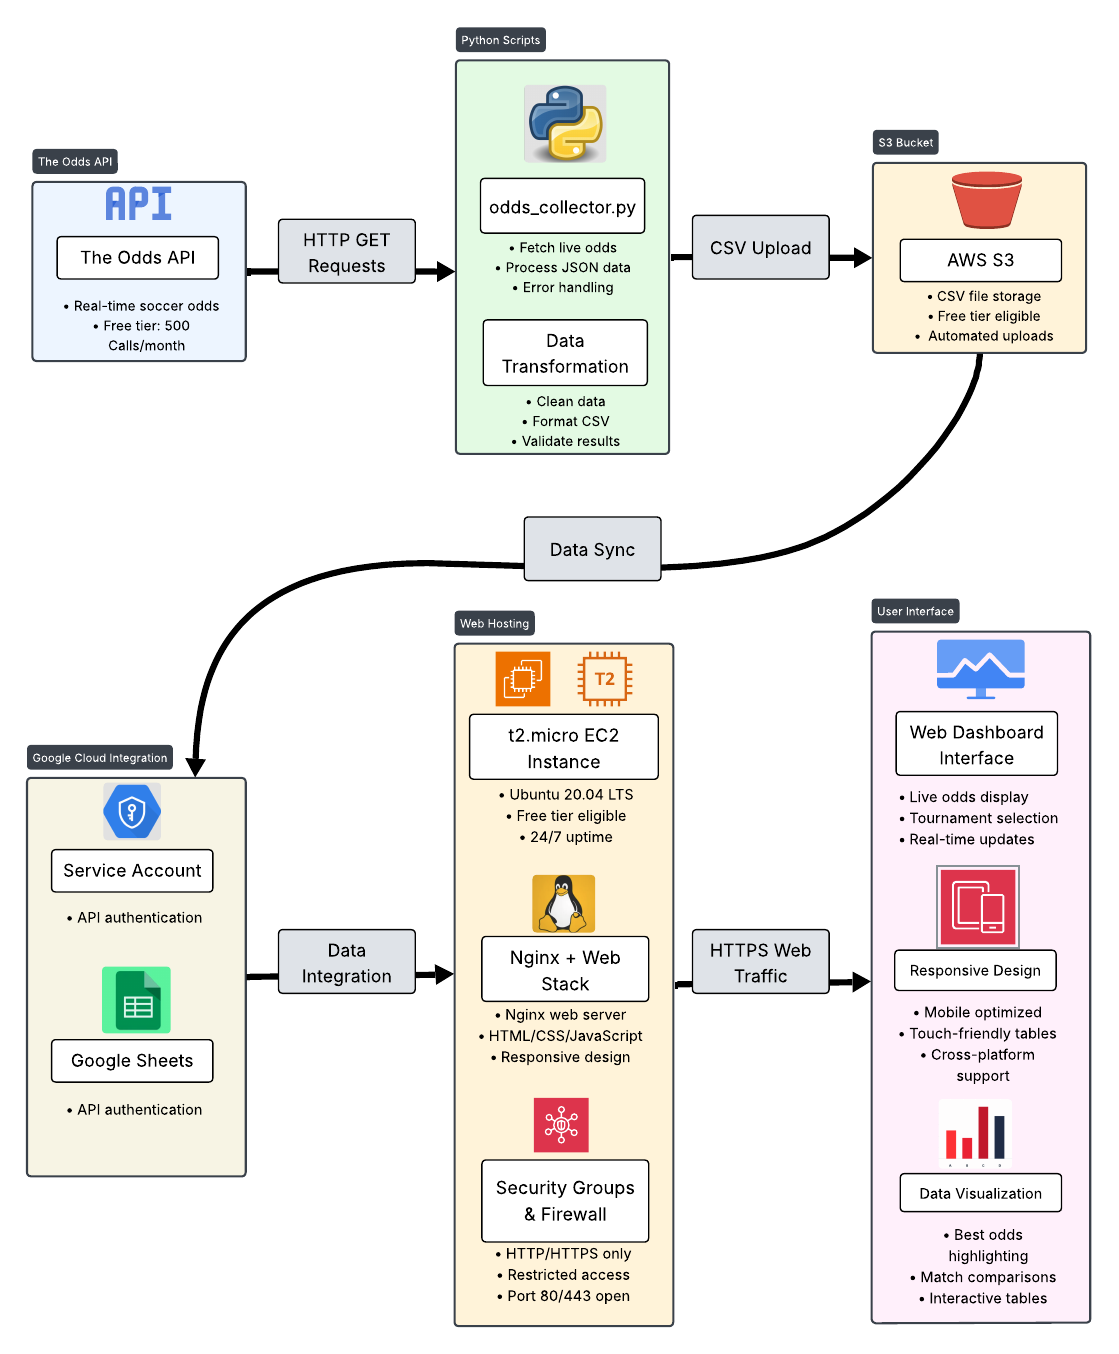 Python Scripts
odds_collector.py
• Fetch live odds
• Process JSON data
• Error handling
Data
Transformation
• Clean data
• Format CSV
• Validate results
The Odds API
API
The Odds API
• Real-time soccer odds
• Free tier: 500
Calls/month
HTTP GET
Requests
CSV Upload
S3 Bucket
AWS S3
• CSV file storage
• Free tier eligible
• Automated uploads
Data Sync
Google Cloud Integration
Service Account
• API authentication
Google Sheets
• API authentication
Data
Integration
Web Hosting
T2
t2.micro EC2
Instance
• Ubuntu 20.04 LTS
• Free tier eligible
• 24/7 uptime
Nginx + Web
Stack
• Nginx web server
• HTML/CSS/JavaScript
• Responsive design
Security Groups
& Firewall
• HTTP/HTTPS only
• Restricted access
• Port 80/443 open
HTTPS Web
Traffic
User Interface
Web Dashboard
Interface
• Live odds display
• Tournament selection
• Real-time updates
Responsive Design
• Mobile optimized
• Touch-friendly tables
• Cross-platform
support
A B C D
Data Visualization
• Best odds
highlighting
• Match comparisons
• Interactive tables